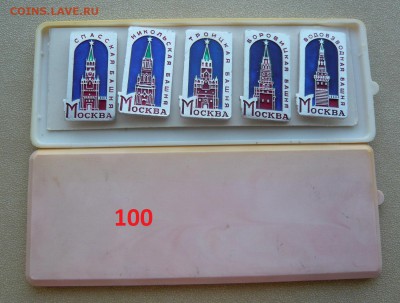 COINS.LAVE.RU
СПАССКАЯ БАШНЯ
МОСКВА
НИКОЛЬСКАЯ БАШНЯ
МОСКВА
ТРОИЦКАЯ БАШНЯ
МОСКВА
БОРОВИЦКАЯ БАШНЯ
МОСКВА
ВОДОВЗВОДНАЯ БАШНЯ
МОСКВА
100